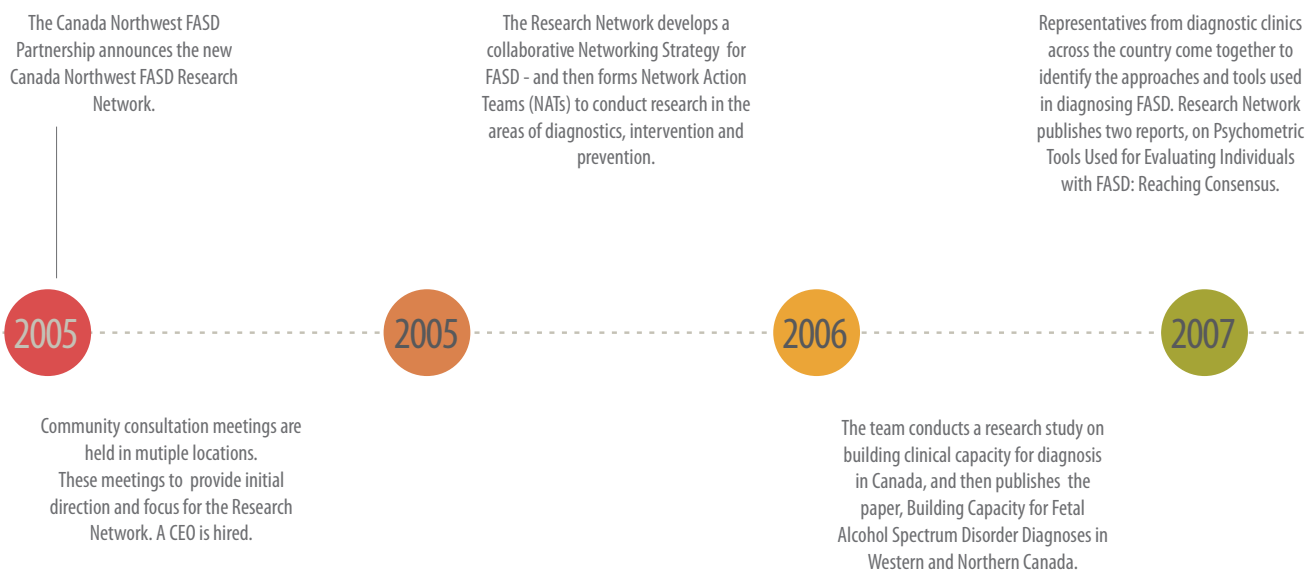 The Canada Northwest FASD
Partnership announces the new
Canada Northwest FASD Research
Network.
The Research Network develops a
collaborative Networking Strategy for
FASD - and then forms Network Action
Teams (NATs) to conduct research in the
areas of diagnostics, intervention and
prevention.
Representatives from diagnostic clinics
across the country come together to
identify the approaches and tools used
in diagnosing FASD. Research Network
publishes two reports, on Psychometric
Tools Used for Evaluating Individuals
with FASD: Reaching Consensus.
2005
2005
2006
2007
Community consultation meetings are
held in mutiple locations.
These meetings to provide initial
direction and focus for the Research
Network. A CEO is hired.
The team conducts a research study on
building clinical capacity for diagnosis
in Canada, and then publishes the
paper, Building Capacity for Fetal
Alcohol Spectrum Disorder Diagnoses in
Western and Northern Canada.